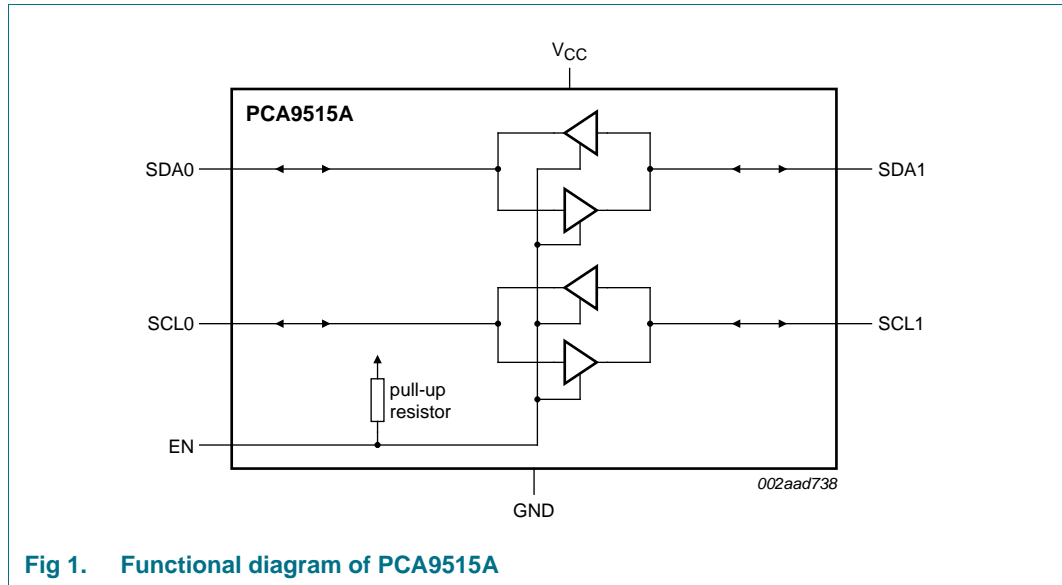 VCC
PCA9515A
SDA0
SDA1
SCL0
SCL1
pull-up
resistor
EN
002aad738
GND
Fig 1. Functional diagram of PCA9515A